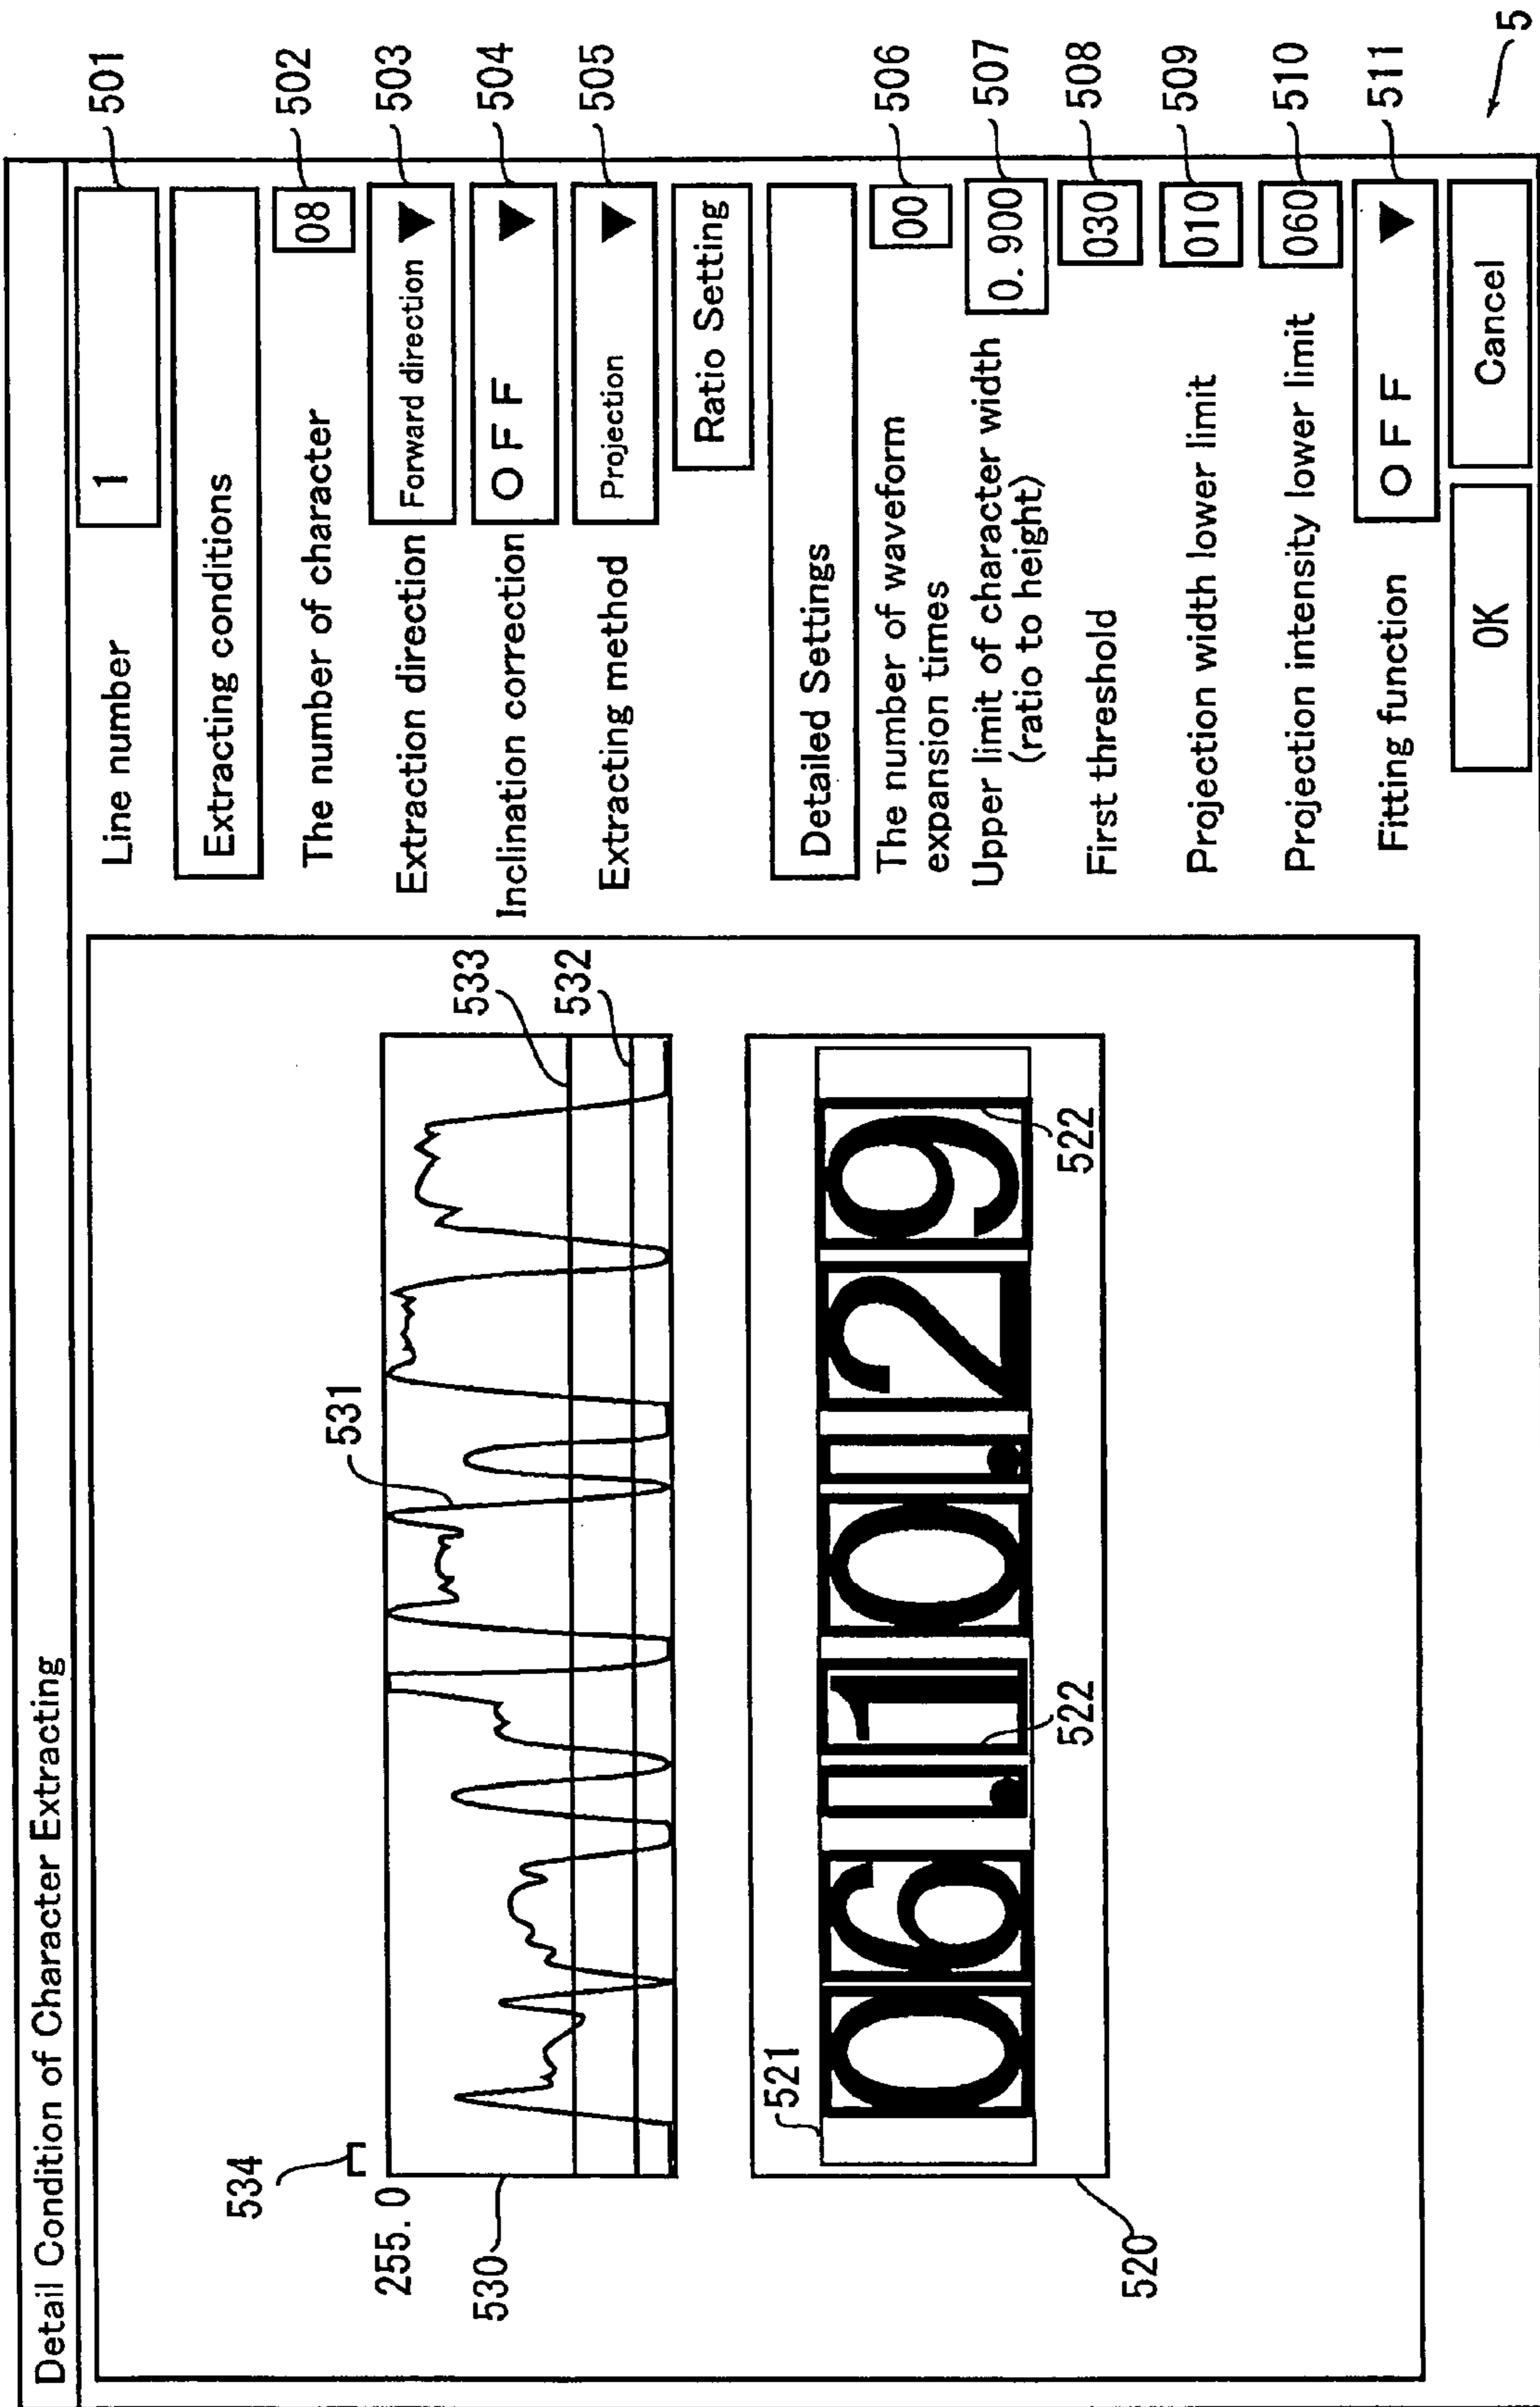 Detail Condition of Character Extracting
534
255. 0
530
531
533
532
521
06.10.29
522
522
520
Line number 1 501
Extracting conditions
The number of character 08 502
Extraction direction Forward direction ▼ 503
Inclination correction OFF ▼ 504
Extracting method Projection ▼ 505
Ratio Setting
Detailed Settings
The number of waveform
expansion times 00 506
Upper limit of character width
(ratio to height) 0. 900 507
First threshold 030 508
Projection width lower limit 010 509
Projection intensity lower limit 060 510
Fitting function OFF ▼ 511
OK Cancel
5